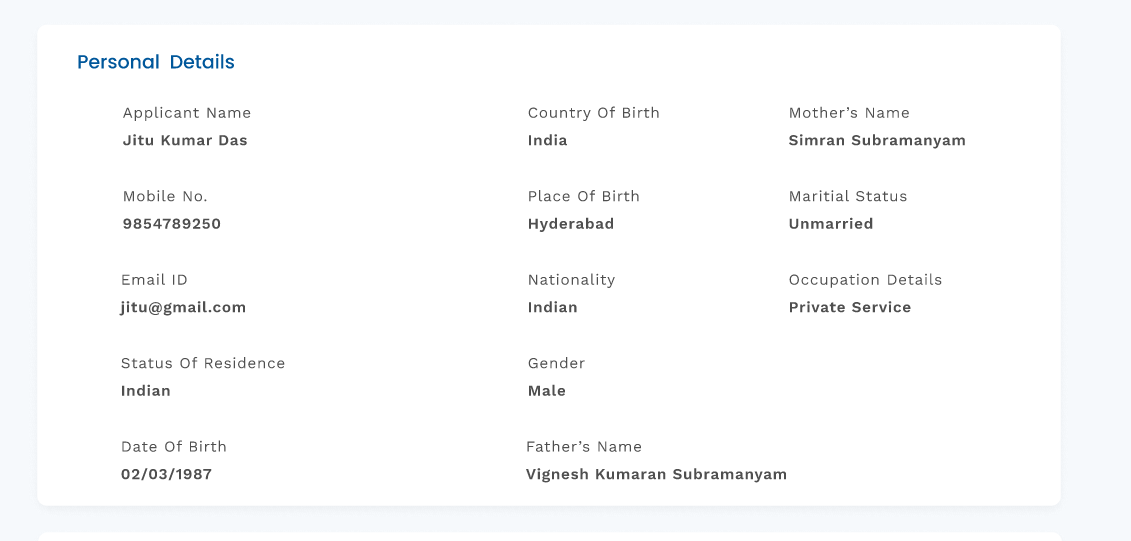 Personal Details
Applicant Name
Jitu Kumar Das
Country Of Birth
India
Mother’s Name
Simran Subramanyam
Mobile No.
9854789250
Place Of Birth
Hyderabad
Maritial Status
Unmarried
Email ID
jitu@gmail.com
Nationality
Indian
Occupation Details
Private Service
Status Of Residence
Indian
Gender
Male
Date Of Birth
02/03/1987
Father’s Name
Vignesh Kumaran Subramanyam